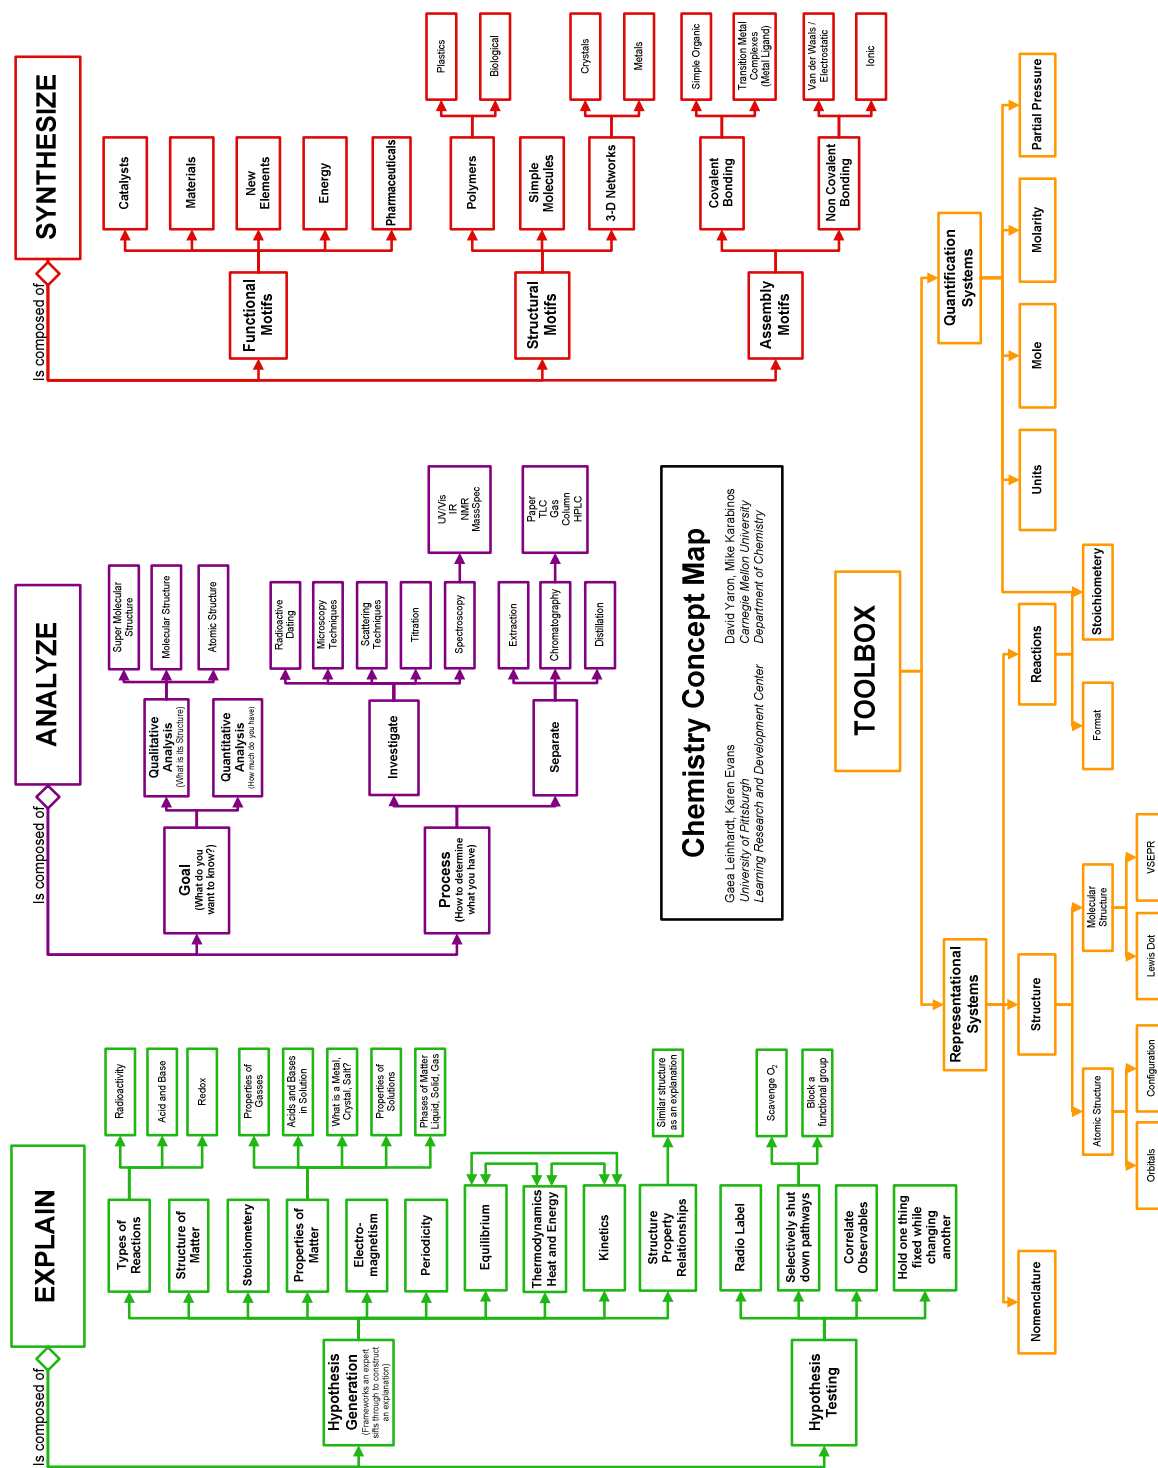 EXPLAIN
Is composed of
Hypothesis
Generation
(Frameworks an expert
sifts through to construct
an explanation)
Types of
Reactions
Radioactivity
Acid and Base
Redox
Structure of
Matter
Stoichiometery
Properties of
Matter
Properties of
Gasses
Acids and Bases
in Solution
What is a Metal,
Crystal, Salt?
Properties of
Solutions
Phases of Matter
Liquid, Solid, Gas
Electro-
magnetism
Periodicity
Equilibrium
Thermodynamics
Heat and Energy
Kinetics
Structure
Property
Relationships
Similar structure
as an explanation
Hypothesis
Testing
Radio Label
Selectively shut
down pathways
Scavenge O2
Block a
functional group
Correlate
Observables
Hold one thing
fixed while
changing
another
ANALYZE
Is composed of
Goal
(What do you
want to know?)
Qualitative
Analysis
(What is its Structure)
Super Molecular
Structure
Molecular Structure
Atomic Structure
Quantitative
Analysis
(How much do you have)
Process
(How to determine
what you have)
Investigate
Radioactive
Dating
Microscopy
Techniques
Scattering
Techniques
Titration
Spectroscopy
UV/Vis
IR
NMR
MassSpec
Separate
Extraction
Chromatography
Paper
TLC
Gas
Column
HPLC
Distillation
SYNTHESIZE
Is composed of
Functional
Motifs
Catalysts
Materials
New
Elements
Energy
Pharmaceuticals
Structural
Motifs
Polymers
Plastics
Biological
Simple
Molecules
3-D Networks
Crystals
Metals
Assembly
Motifs
Covalent
Bonding
Simple Organic
Transition Metal
Complexes
(Metal Ligand)
Non Covalent
Bonding
Van der Waals /
Electrostatic
Ionic
Chemistry Concept Map
Gaea Leinhardt, Karen Evans
University of Pittsburgh
Learning Research and Development Center
David Yaron, Mike Karabinos
Carnegie Mellon University
Department of Chemistry
TOOLBOX
Representational
Systems
Nomenclature
Structure
Atomic Structure
Orbitals
Configuration
Molecular
Structure
Lewis Dot
VSEPR
Reactions
Format
Stoichiometery
Quantification
Systems
Units
Mole
Molarity
Partial Pressure